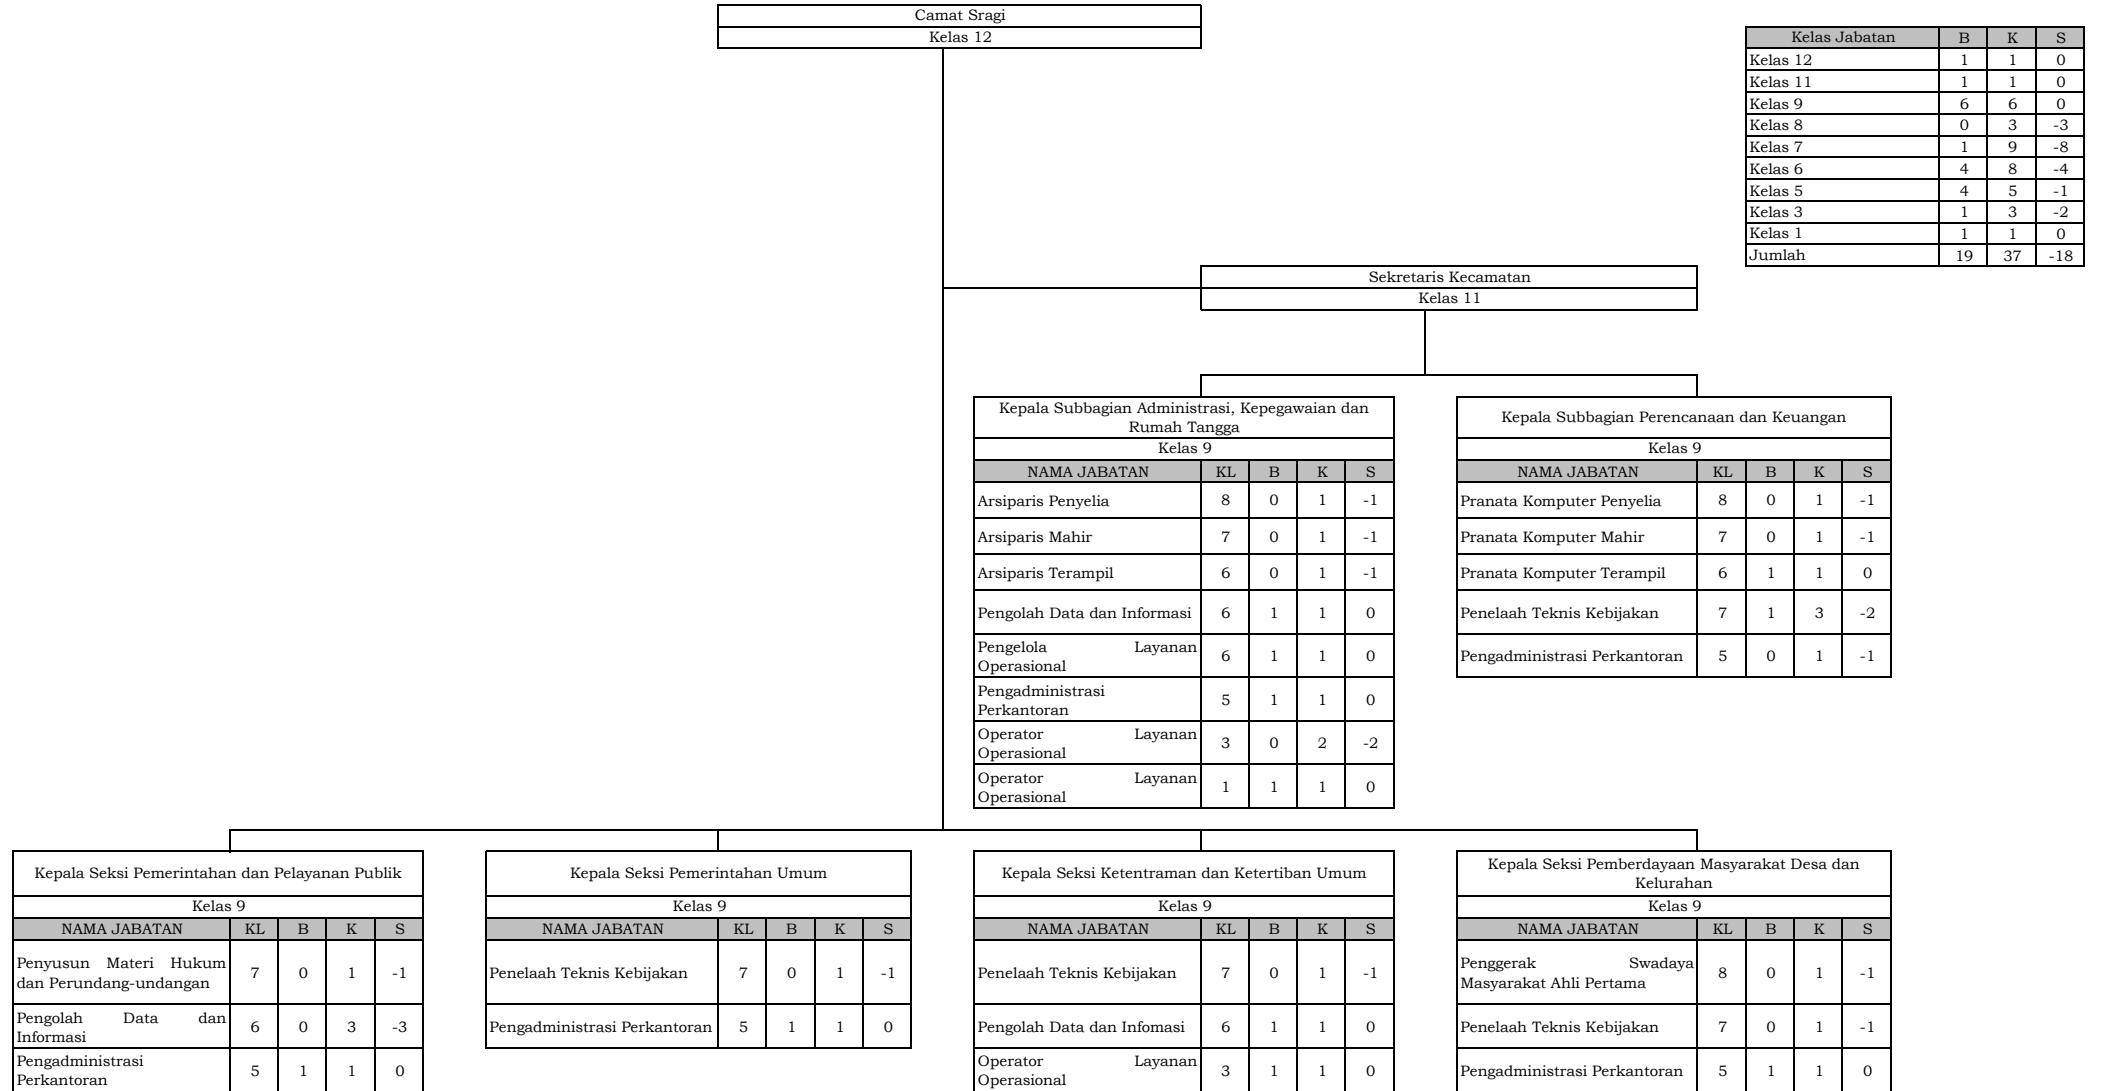 Camat Sragi
Kelas 12
Kelas Jabatan B K S
Kelas 12 1 1 0
Kelas 11 1 1 0
Kelas 9 6 6 0
Kelas 8 0 3 -3
Kelas 7 1 9 -8
Kelas 6 4 8 -4
Kelas 5 4 5 -1
Kelas 3 1 3 -2
Kelas 1 1 1 0
Jumlah 19 37 -18
Sekretaris Kecamatan
Kelas 11
Kepala Subbagian Administrasi, Kepegawaian dan
Rumah Tangga
Kelas 9
NAMA JABATAN KL B K S
Arsiparis Penyelia 8 0 1 -1
Arsiparis Mahir 7 0 1 -1
Arsiparis Terampil 6 0 1 -1
Pengolah Data dan Informasi 6 1 1 0
Pengelola Layanan
Operasional 6 1 1 0
Pengadministrasi
Perkantoran 5 1 1 0
Operator Layanan
Operasional 3 0 2 -2
Operator Layanan
Operasional 1 1 1 0
Kepala Subbagian Perencanaan dan Keuangan
Kelas 9
NAMA JABATAN KL B K S
Pranata Komputer Penyelia 8 0 1 -1
Pranata Komputer Mahir 7 0 1 -1
Pranata Komputer Terampil 6 1 1 0
Penelaah Teknis Kebijakan 7 1 3 -2
Pengadministrasi Perkantoran 5 0 1 -1
Kepala Seksi Pemerintahan dan Pelayanan Publik
Kelas 9
NAMA JABATAN KL B K S
Penyusun Materi Hukum
dan Perundang-undangan 7 0 1 -1
Pengolah Data dan
Informasi 6 0 3 -3
Pengadministrasi
Perkantoran 5 1 1 0
Kepala Seksi Pemerintahan Umum
Kelas 9
NAMA JABATAN KL B K S
Penelaah Teknis Kebijakan 7 0 1 -1
Pengadministrasi Perkantoran 5 1 1 0
Kepala Seksi Ketentraman dan Ketertiban Umum
Kelas 9
NAMA JABATAN KL B K S
Penelaah Teknis Kebijakan 7 0 1 -1
Pengolah Data dan Infomasi 6 1 1 0
Operator Layanan
Operasional 3 1 1 0
Kepala Seksi Pemberdayaan Masyarakat Desa dan
Kelurahan
Kelas 9
NAMA JABATAN KL B K S
Penggerak Swadaya
Masyarakat Ahli Pertama 8 0 1 -1
Penelaah Teknis Kebijakan 7 0 1 -1
Pengadministrasi Perkantoran 5 1 1 0